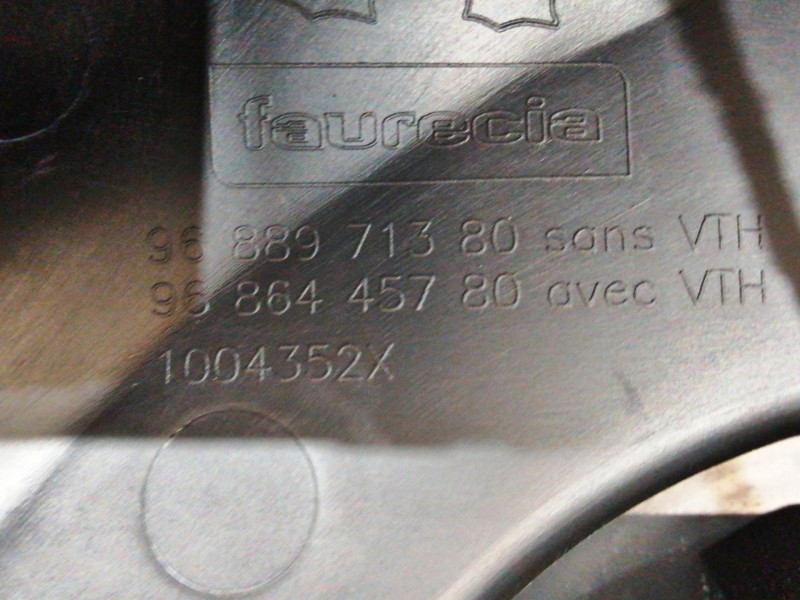 faurecia
96 889 713 80 sans VTH
96 864 457 80 avec VTH
1004352X